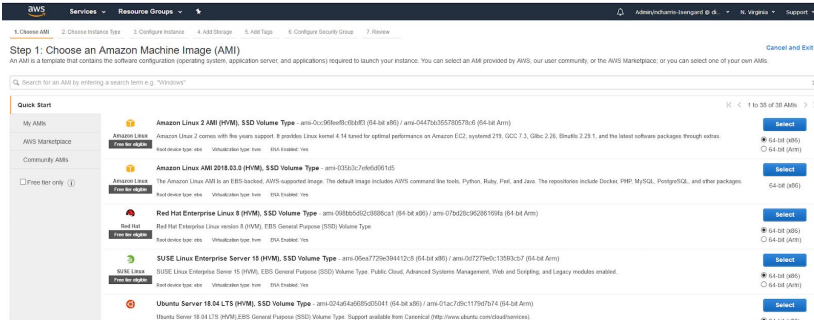 aws
Services
Resource Groups
Admin/ndharris-Isengard @ di...
N. Virginia
Support
1. Choose AMI
2. Choose Instance Type
3. Configure Instance
4. Add Storage
5. Add Tags
6. Configure Security Group
7. Review
Step 1: Choose an Amazon Machine Image (AMI)
Cancel and Exit
An AMI is a template that contains the software configuration (operating system, application server, and applications) required to launch your instance. You can select an AMI provided by AWS, our user community, or the AWS Marketplace; or you can select one of your own AMIs.
Search for an AMI by entering a search term e.g. "Windows"
Quick Start
1 to 38 of 38 AMIs
My AMIs
AWS Marketplace
Community AMIs
Free tier only
Amazon Linux
Free tier eligible
Amazon Linux 2 AMI (HVM), SSD Volume Type - ami-0cc96feef8c6bbff3 (64-bit x86) / ami-0447bb355780578c6 (64-bit Arm)
Amazon Linux 2 comes with five years support. It provides Linux kernel 4.14 tuned for optimal performance on Amazon EC2, systemd 219, GCC 7.3, Glibc 2.26, Binutils 2.29.1, and the latest software packages through extras.
Root device type: ebs Virtualization type: hvm ENA Enabled: Yes
Select
64-bit (x86)
64-bit (Arm)
Amazon Linux
Free tier eligible
Amazon Linux AMI 2018.03.0 (HVM), SSD Volume Type - ami-035b3c7efe6d061d5
The Amazon Linux AMI is an EBS-backed, AWS-supported image. The default image includes AWS command line tools, Python, Ruby, Perl, and Java. The repositories include Docker, PHP, MySQL, PostgreSQL, and other packages.
Root device type: ebs Virtualization type: hvm ENA Enabled: Yes
Select
64-bit (x86)
Red Hat
Free tier eligible
Red Hat Enterprise Linux 8 (HVM), SSD Volume Type - ami-098bb5d92c8886ca1 (64-bit x86) / ami-07bd28c96286169fa (64-bit Arm)
Red Hat Enterprise Linux version 8 (HVM), EBS General Purpose (SSD) Volume Type
Root device type: ebs Virtualization type: hvm ENA Enabled: Yes
Select
64-bit (x86)
64-bit (Arm)
SUSE Linux
Free tier eligible
SUSE Linux Enterprise Server 15 (HVM), SSD Volume Type - ami-06ea7729e394412c8 (64-bit x86) / ami-0d7279e0c13593cb7 (64-bit Arm)
SUSE Linux Enterprise Server 15 (HVM), EBS General Purpose (SSD) Volume Type. Public Cloud, Advanced Systems Management, Web and Scripting, and Legacy modules enabled.
Root device type: ebs Virtualization type: hvm ENA Enabled: Yes
Select
64-bit (x86)
64-bit (Arm)
Ubuntu Server 18.04 LTS (HVM), SSD Volume Type - ami-024a64a6685d05041 (64-bit x86) / ami-01ac7d9c1179d7b74 (64-bit Arm)
Ubuntu Server 18.04 LTS (HVM),EBS General Purpose (SSD) Volume Type. Support available from Canonical (http://www.ubuntu.com/cloud/services).
Select